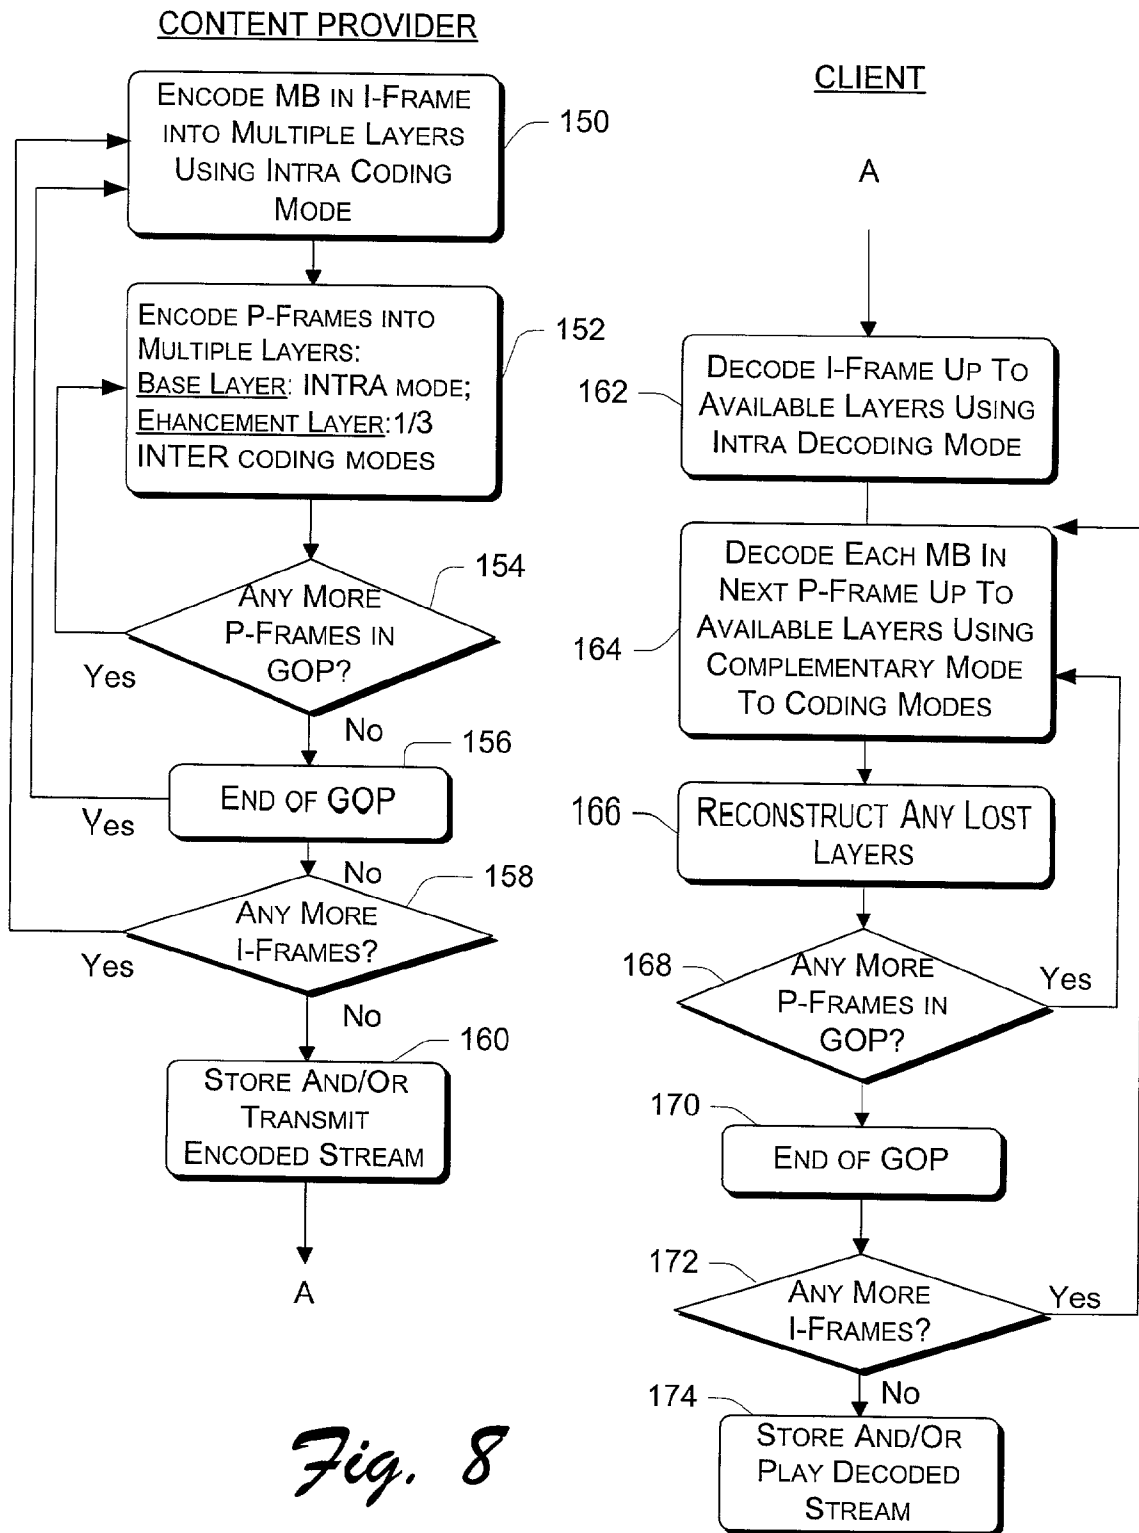 CONTENT PROVIDER
ENCODE MB IN I-FRAME
INTO MULTIPLE LAYERS
USING INTRA CODING
MODE
150
ENCODE P-FRAMES INTO
MULTIPLE LAYERS:
BASE LAYER: INTRA MODE;
EHANCEMENT LAYER:1/3
INTER CODING MODES
152
ANY MORE
P-FRAMES IN
GOP?
154
Yes
No
END OF GOP
156
Yes
No
ANY MORE
I-FRAMES?
158
Yes
No
STORE AND/OR
TRANSMIT
ENCODED STREAM
160
A
CLIENT
A
DECODE I-FRAME UP TO
AVAILABLE LAYERS USING
INTRA DECODING MODE
162
DECODE EACH MB IN
NEXT P-FRAME UP TO
AVAILABLE LAYERS USING
COMPLEMENTARY MODE
TO CODING MODES
164
RECONSTRUCT ANY LOST
LAYERS
166
ANY MORE
P-FRAMES IN
GOP?
168
Yes
END OF GOP
170
ANY MORE
I-FRAMES?
172
Yes
No
STORE AND/OR
PLAY DECODED
STREAM
174
Fig. 8